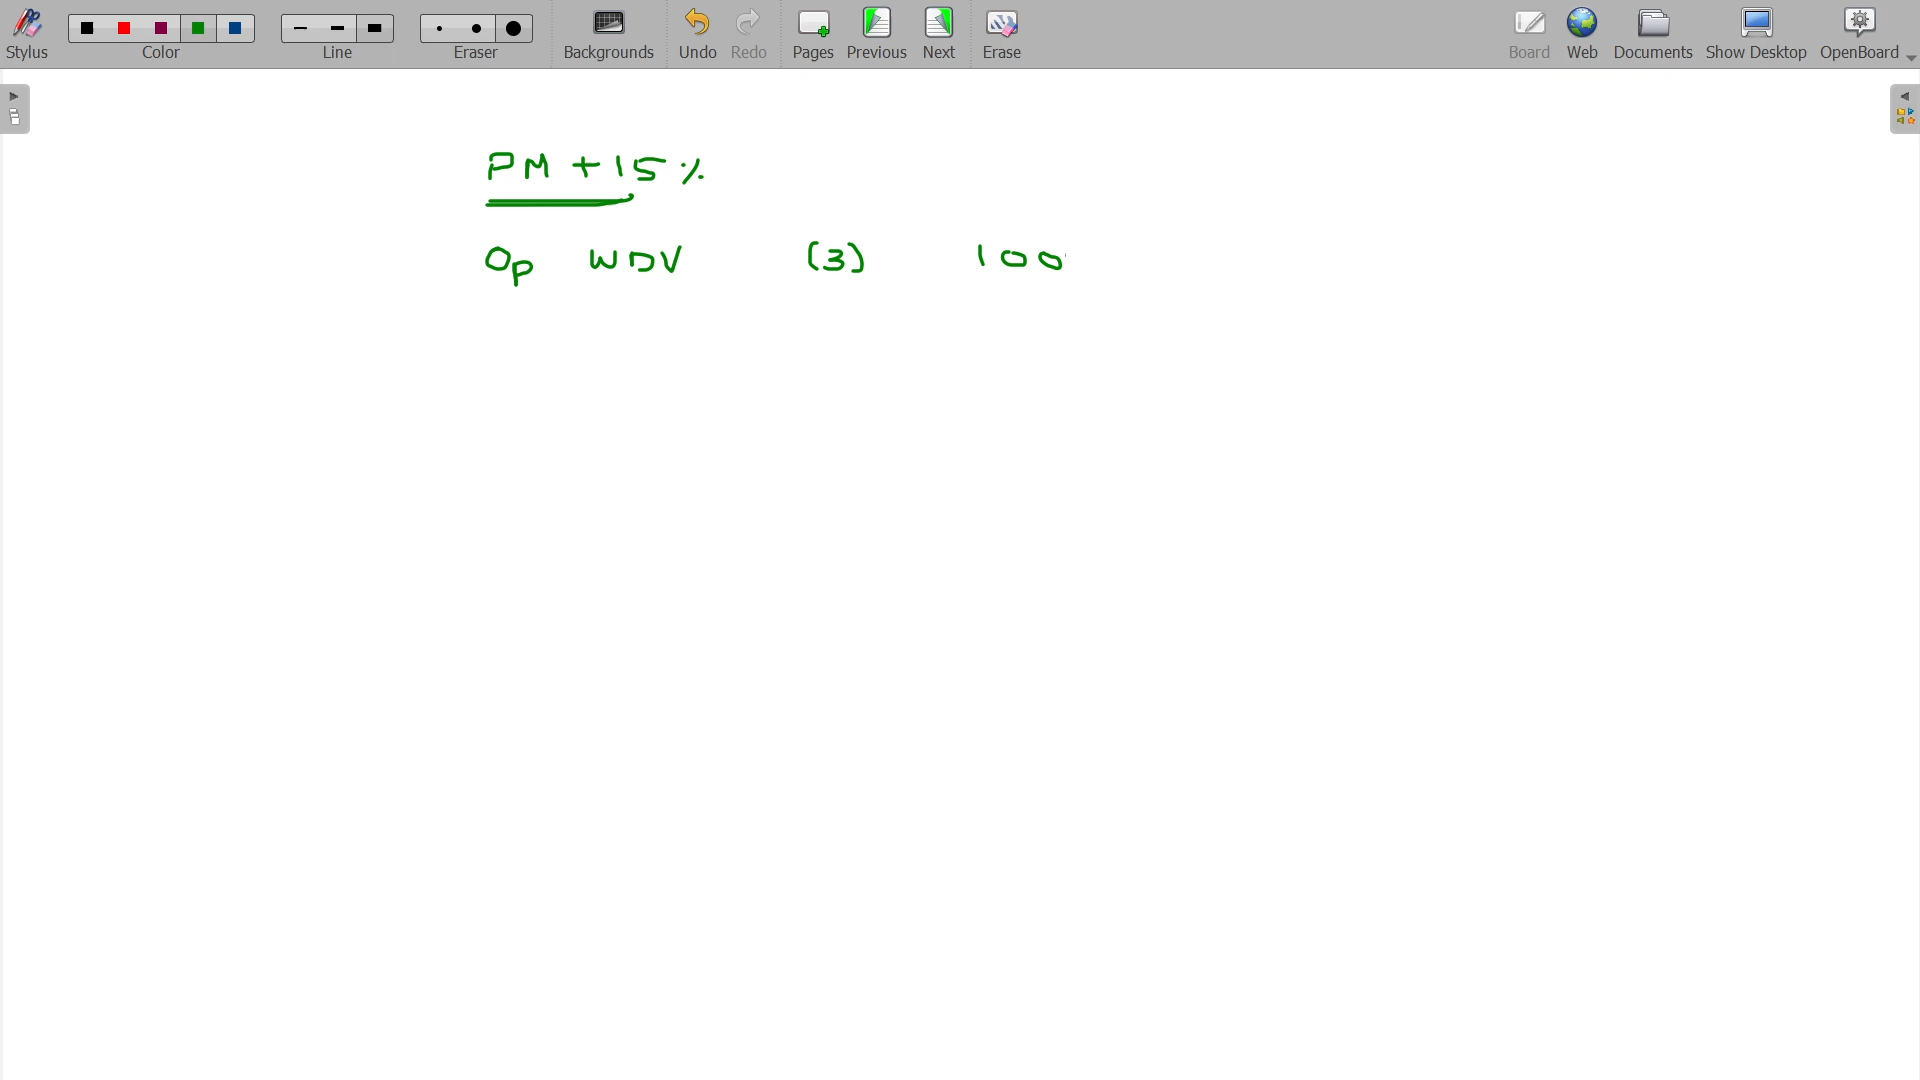 Stylus Color Line Eraser Backgrounds Undo Redo Pages Previous Next Erase Board Web Documents Show Desktop OpenBoard
PM + 15 %
Op WDV (3) 100